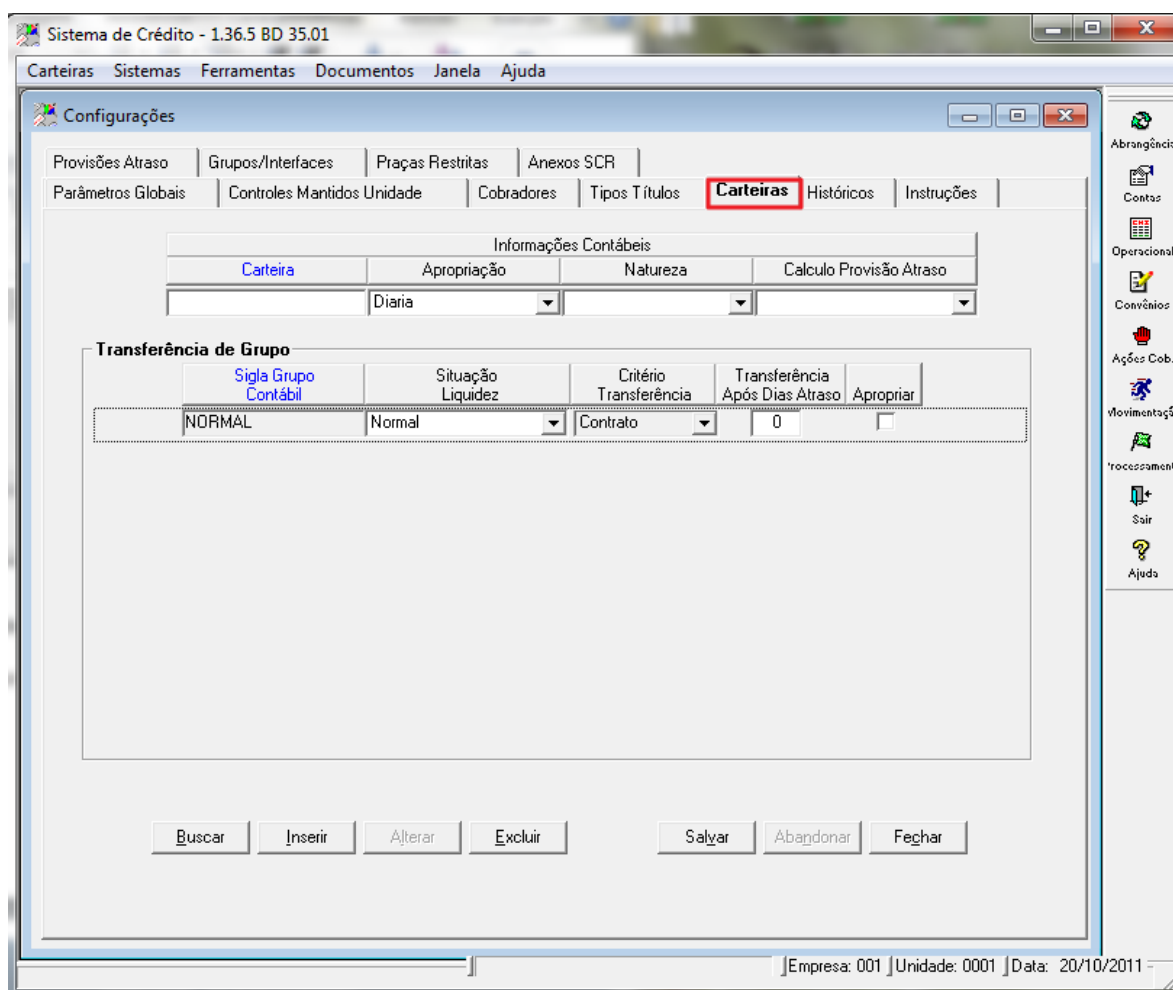 Sistema de Crédito - 1.36.5 BD 35.01
Carteiras Sistemas Ferramentas Documentos Janela Ajuda
Configurações
Provisões Atraso Grupos/Interfaces Praças Restritas Anexos SCR
Parâmetros Globais Controles Mantidos Unidade Cobradores Tipos Títulos Carteiras Históricos Instruções
Informações Contábeis
Carteira Apropriação Natureza Calculo Provisão Atraso
Diaria
Transferência de Grupo
Sigla Grupo Contábil
Situação Liquidez
Critério Transferência
Transferência Após Dias Atraso
Apropriar
NORMAL Normal Contrato 0
Buscar Inserir Alterar Excluir Salvar Abandonar Fechar
Abrangência
Contas
Operacional
Convênios
Ações Cob.
Movimentaçã
rocessament
Sair
Ajuda
Empresa: 001 Unidade: 0001 Data: 20/10/2011